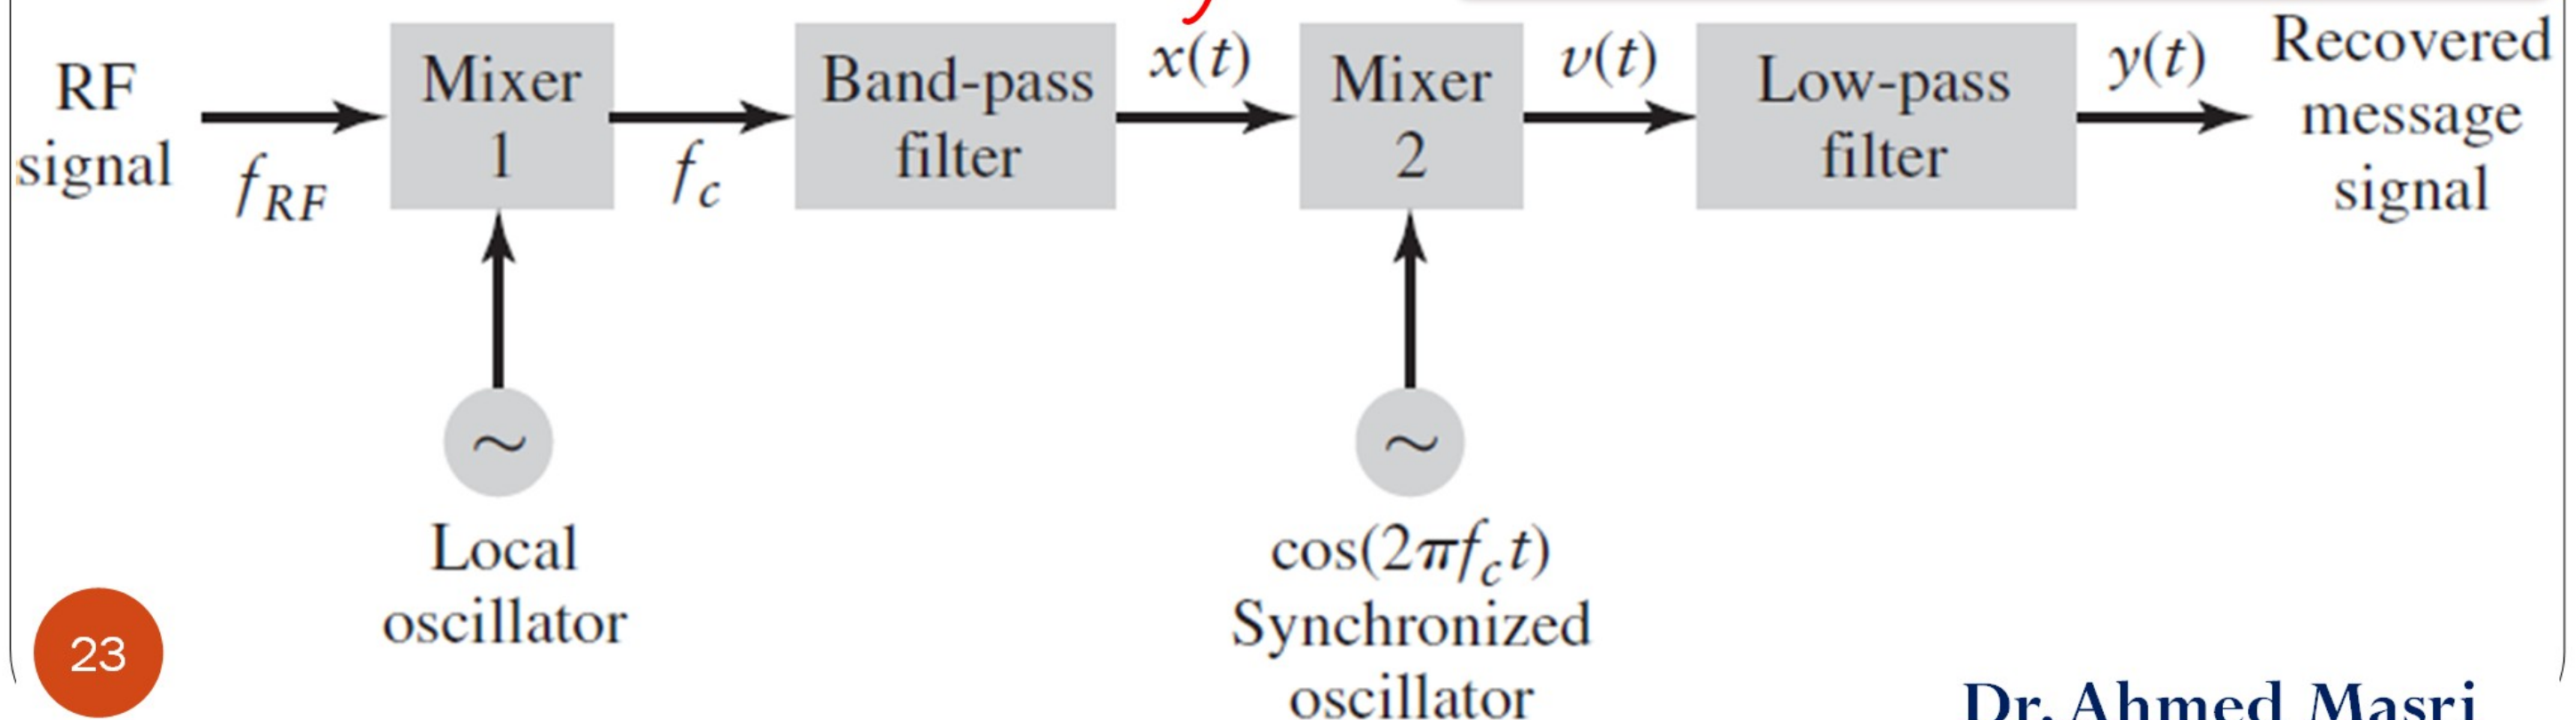 RF
signal
f_RF
Mixer
1
f_c
Band-pass
filter
x(t)
Mixer
2
v(t)
Low-pass
filter
y(t)
Recovered
message
signal
~
Local
oscillator
~
cos(2πf_ct)
Synchronized
oscillator
23
Dr. Ahmed Masri